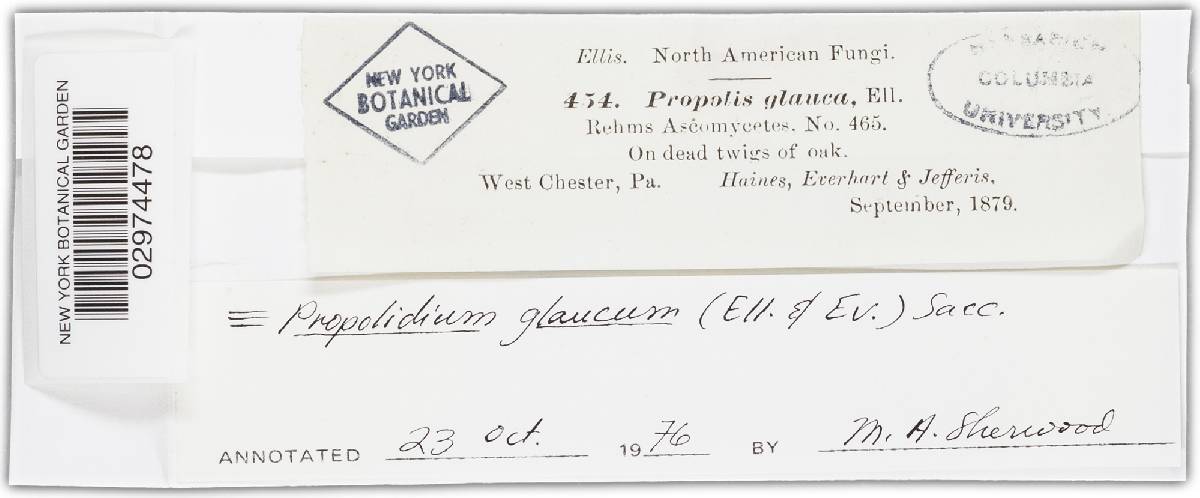 NEW YORK BOTANICAL GARDEN
02974478
NEW YORK
BOTANICAL
GARDEN
Ellis. North American Fungi.
454. Propolis glauca, Ell.
Rehms Ascomycetes. No. 465.
On dead twigs of oak.
West Chester, Pa. Haines, Everhart & Jefferis.
September, 1879.
HERBARIUM
COLUMBIA
UNIVERSITY
≡ Propolidium glaucum (Ell. & Ev.) Sacc.
ANNOTATED 23 Oct. 1976 BY M. A. Sherwood